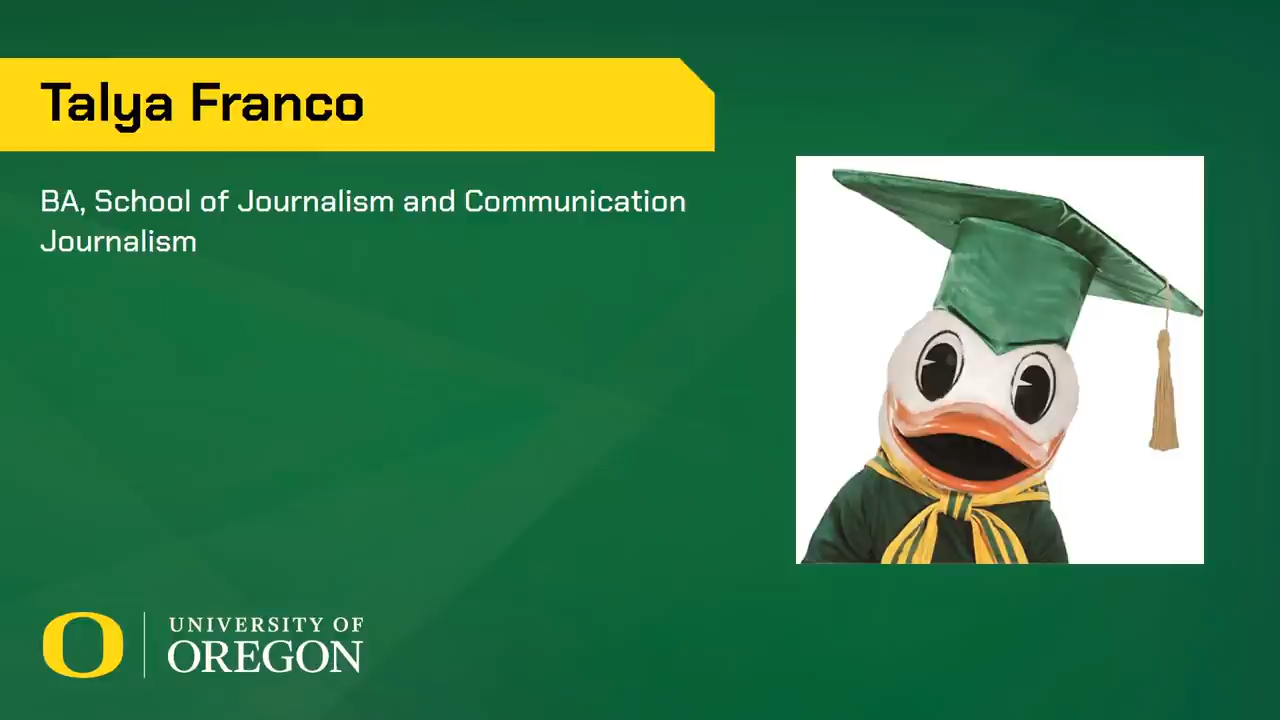 Talya Franco
BA, School of Journalism and Communication
Journalism
O
UNIVERSITY OF
OREGON